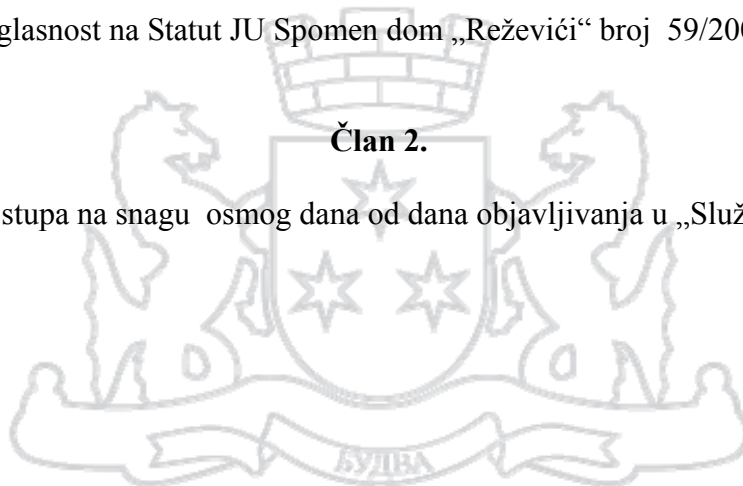 glasnost na Statut JU Spomen dom „Reževići“ broj 59/200
Član 2.
stupa na snagu osmog dana od dana objavljivanja u „Služ
БУДВА